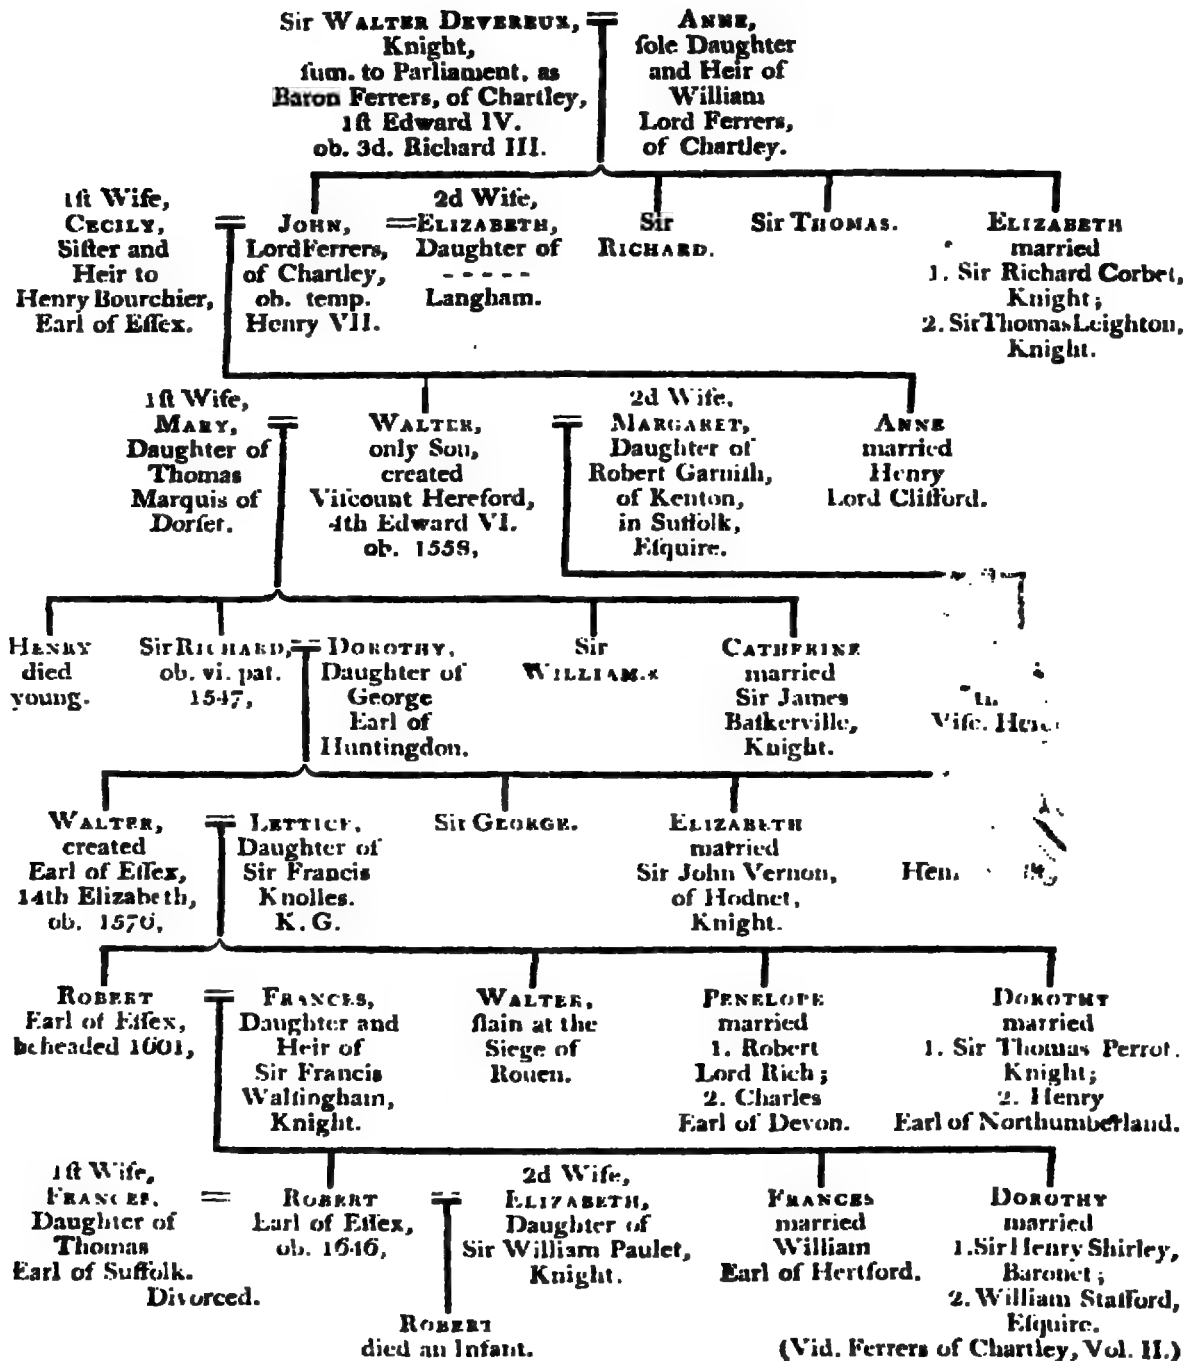 Sir WALTER DEVEREUX,
Knight,
ſum. to Parliament, as
Baron Ferrers, of Chartley,
1ſt Edward IV.
ob. 3d. Richard III.
ANNE,
ſole Daughter
and Heir of
William
Lord Ferrers,
of Chartley.
1ſt Wife,
CECILY,
Siſter and
Heir to
Henry Bourchier,
Earl of Eſſex.
JOHN,
Lord Ferrers,
of Chartley,
ob. temp.
Henry VII.
2d Wife,
ELIZABETH,
Daughter of
- - - - -
Langham.
Sir
RICHARD.
Sir THOMAS.
ELIZABETH
married
1. Sir Richard Corbet,
Knight;
2. Sir Thomas Leighton,
Knight.
1ſt Wife,
MARY,
Daughter of
Thomas
Marquis of
Dorſet.
WALTER,
only Son,
created
Viſcount Hereford,
4th Edward VI.
ob. 1558,
2d Wife,
MARGARET,
Daughter of
Robert Garniſh,
of Kenton,
in Suffolk,
Eſquire.
ANNE
married
Henry
Lord Clifford.
HENRY
died
young.
Sir RICHARD,
ob. vi. pat.
1547,
DOROTHY,
Daughter of
George
Earl of
Huntingdon.
Sir
WILLIAM.
CATHERINE
married
Sir James
Baſkerville,
Knight.
WALTER,
created
Earl of Eſſex,
14th Elizabeth,
ob. 1576,
LETTICE,
Daughter of
Sir Francis
Knolles.
K. G.
Sir GEORGE.
ELIZABETH
married
Sir John Vernon,
of Hodnet,
Knight.
ROBERT
Earl of Eſſex,
beheaded 1601,
FRANCES,
Daughter and
Heir of
Sir Francis
Walſingham,
Knight.
WALTER,
ſlain at the
Siege of
Rouen.
PENELOPE
married
1. Robert
Lord Rich;
2. Charles
Earl of Devon.
DOROTHY
married
1. Sir Thomas Perrot.
Knight;
2. Henry
Earl of Northumberland.
1ſt Wife,
FRANCES,
Daughter of
Thomas
Earl of Suffolk.
Divorced.
ROBERT
Earl of Eſſex,
ob. 1646,
2d Wife,
ELIZABETH,
Daughter of
Sir William Paulet,
Knight.
FRANCES
married
William
Earl of Hertford.
DOROTHY
married
1. Sir Henry Shirley,
Baronet;
2. William Stafford,
Eſquire.
ROBERT
died an Infant.
(Vid. Ferrers of Chartley, Vol. II.)